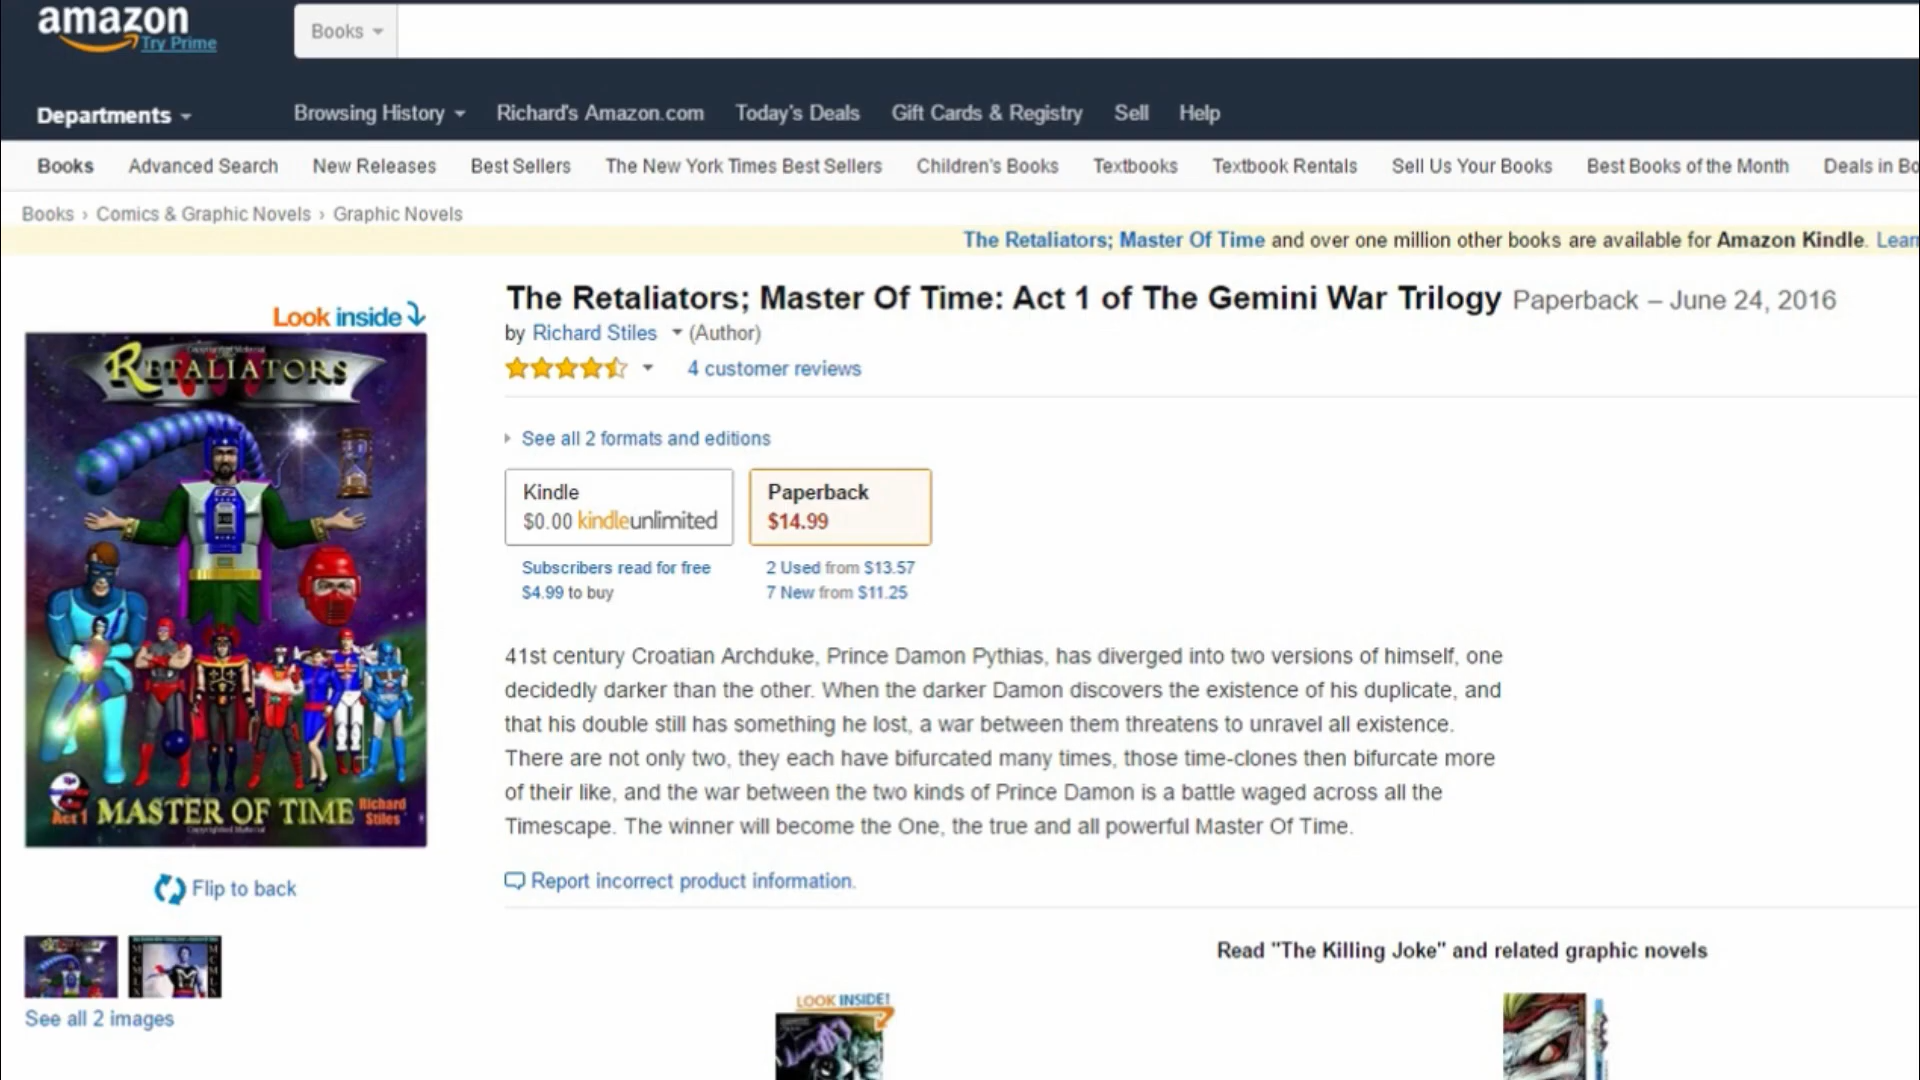 amazon
Try Prime
Books
Departments
Browsing History
Richard's Amazon.com
Today's Deals
Gift Cards & Registry
Sell
Help
Books
Advanced Search
New Releases
Best Sellers
The New York Times Best Sellers
Children's Books
Textbooks
Textbook Rentals
Sell Us Your Books
Best Books of the Month
Deals in Bo
Books › Comics & Graphic Novels › Graphic Novels
The Retaliators; Master Of Time and over one million other books are available for Amazon Kindle. Lear
Look inside
RETALIATORS
MASTER OF TIME
Act 1
Richard
Stiles
Copyrighted Material
Flip to back
See all 2 images
The Retaliators; Master Of Time: Act 1 of The Gemini War Trilogy Paperback – June 24, 2016
by Richard Stiles (Author)
4 customer reviews
See all 2 formats and editions
Kindle
$0.00 kindleunlimited
Subscribers read for free
$4.99 to buy
Paperback
$14.99
2 Used from $13.57
7 New from $11.25
41st century Croatian Archduke, Prince Damon Pythias, has diverged into two versions of himself, one
decidedly darker than the other. When the darker Damon discovers the existence of his duplicate, and
that his double still has something he lost, a war between them threatens to unravel all existence.
There are not only two, they each have bifurcated many times, those time-clones then bifurcate more
of their like, and the war between the two kinds of Prince Damon is a battle waged across all the
Timescape. The winner will become the One, the true and all powerful Master Of Time.
Report incorrect product information.
Read "The Killing Joke" and related graphic novels
LOOK INSIDE!